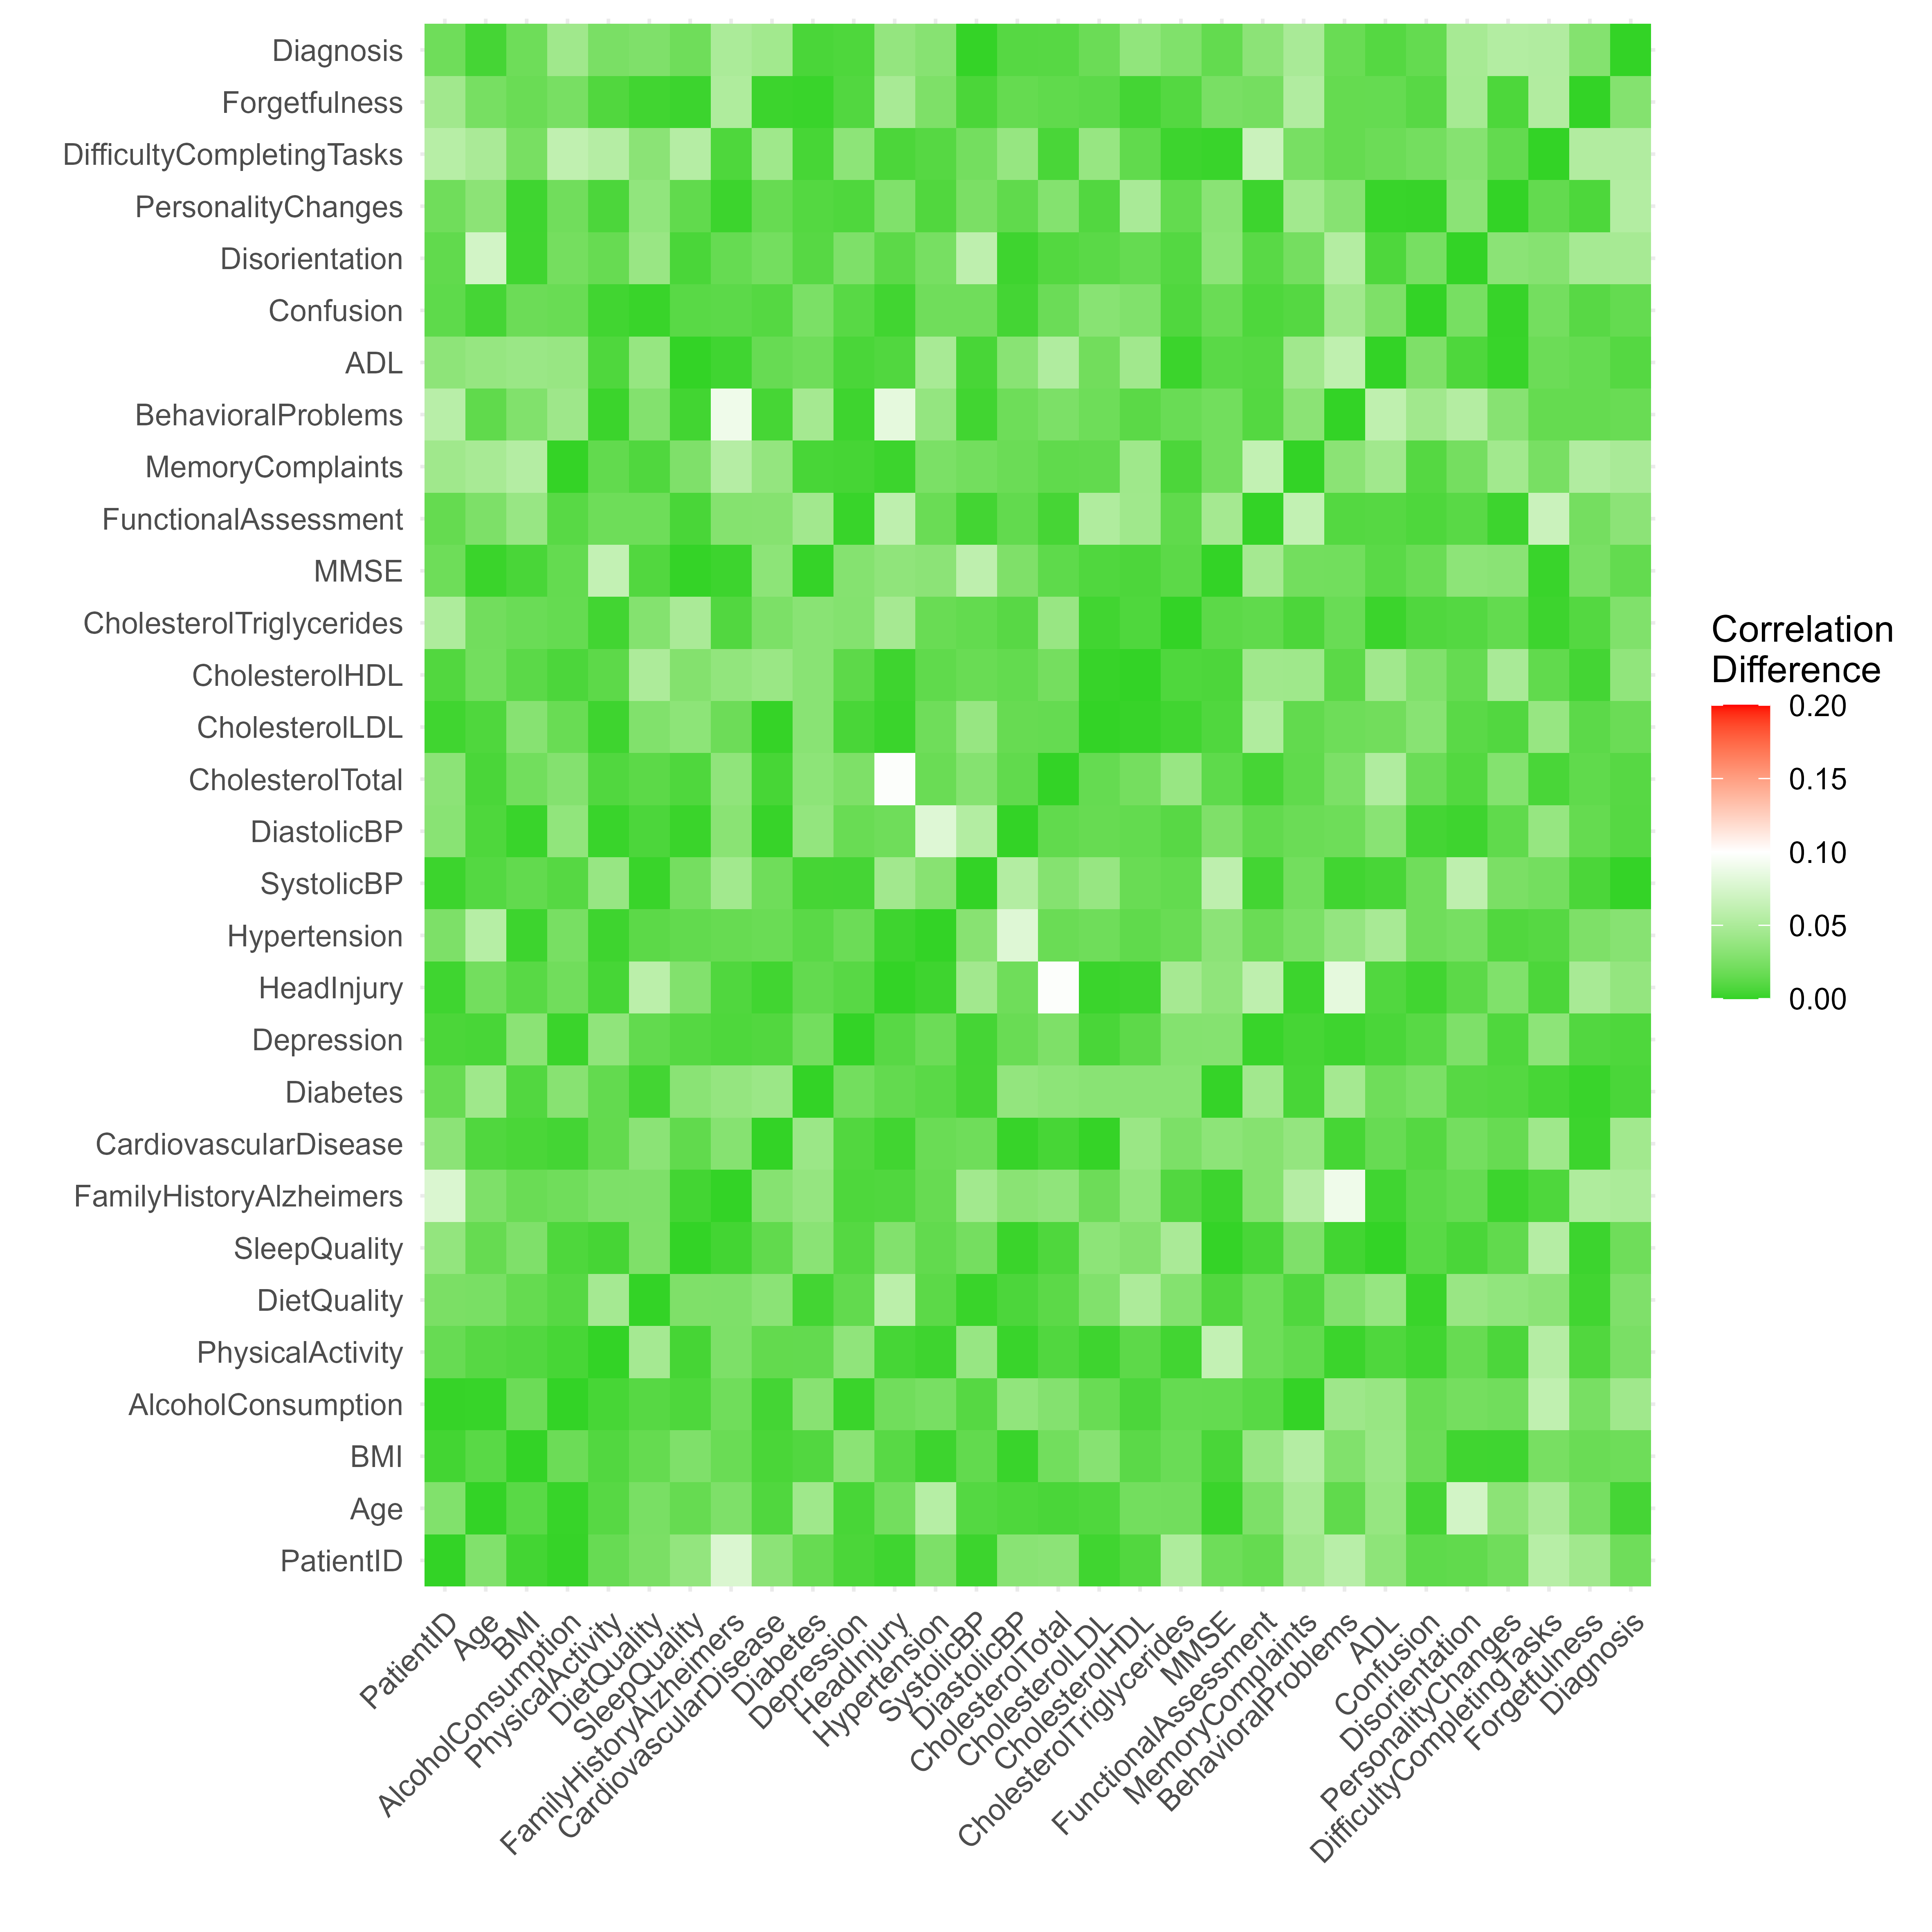 Diagnosis
Forgetfulness
DifficultyCompletingTasks
PersonalityChanges
Disorientation
Confusion
ADL
BehavioralProblems
MemoryComplaints
FunctionalAssessment
MMSE
CholesterolTriglycerides
CholesterolHDL
CholesterolLDL
CholesterolTotal
DiastolicBP
SystolicBP
Hypertension
HeadInjury
Depression
Diabetes
CardiovascularDisease
FamilyHistoryAlzheimers
SleepQuality
DietQuality
PhysicalActivity
AlcoholConsumption
BMI
Age
PatientID
PatientID
Age
BMI
AlcoholConsumption
PhysicalActivity
DietQuality
SleepQuality
FamilyHistoryAlzheimers
CardiovascularDisease
Diabetes
Depression
HeadInjury
Hypertension
SystolicBP
DiastolicBP
CholesterolTotal
CholesterolLDL
CholesterolHDL
CholesterolTriglycerides
MMSE
FunctionalAssessment
MemoryComplaints
BehavioralProblems
ADL
Confusion
Disorientation
PersonalityChanges
DifficultyCompletingTasks
Forgetfulness
Diagnosis
Correlation
Difference
0.20
0.15
0.10
0.05
0.00